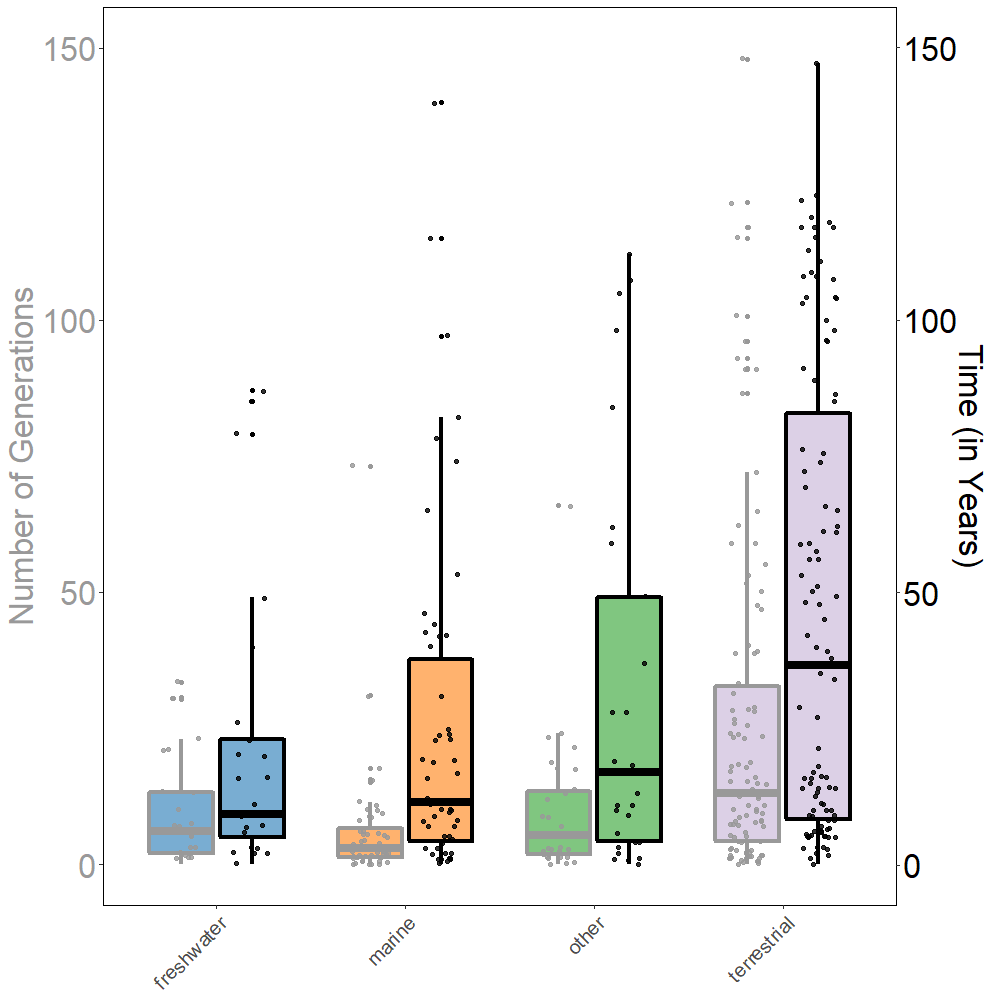 Number of Generations
150
100
50
0
150
100
50
0
Time (in Years)
freshwater
marine
other
terrestrial